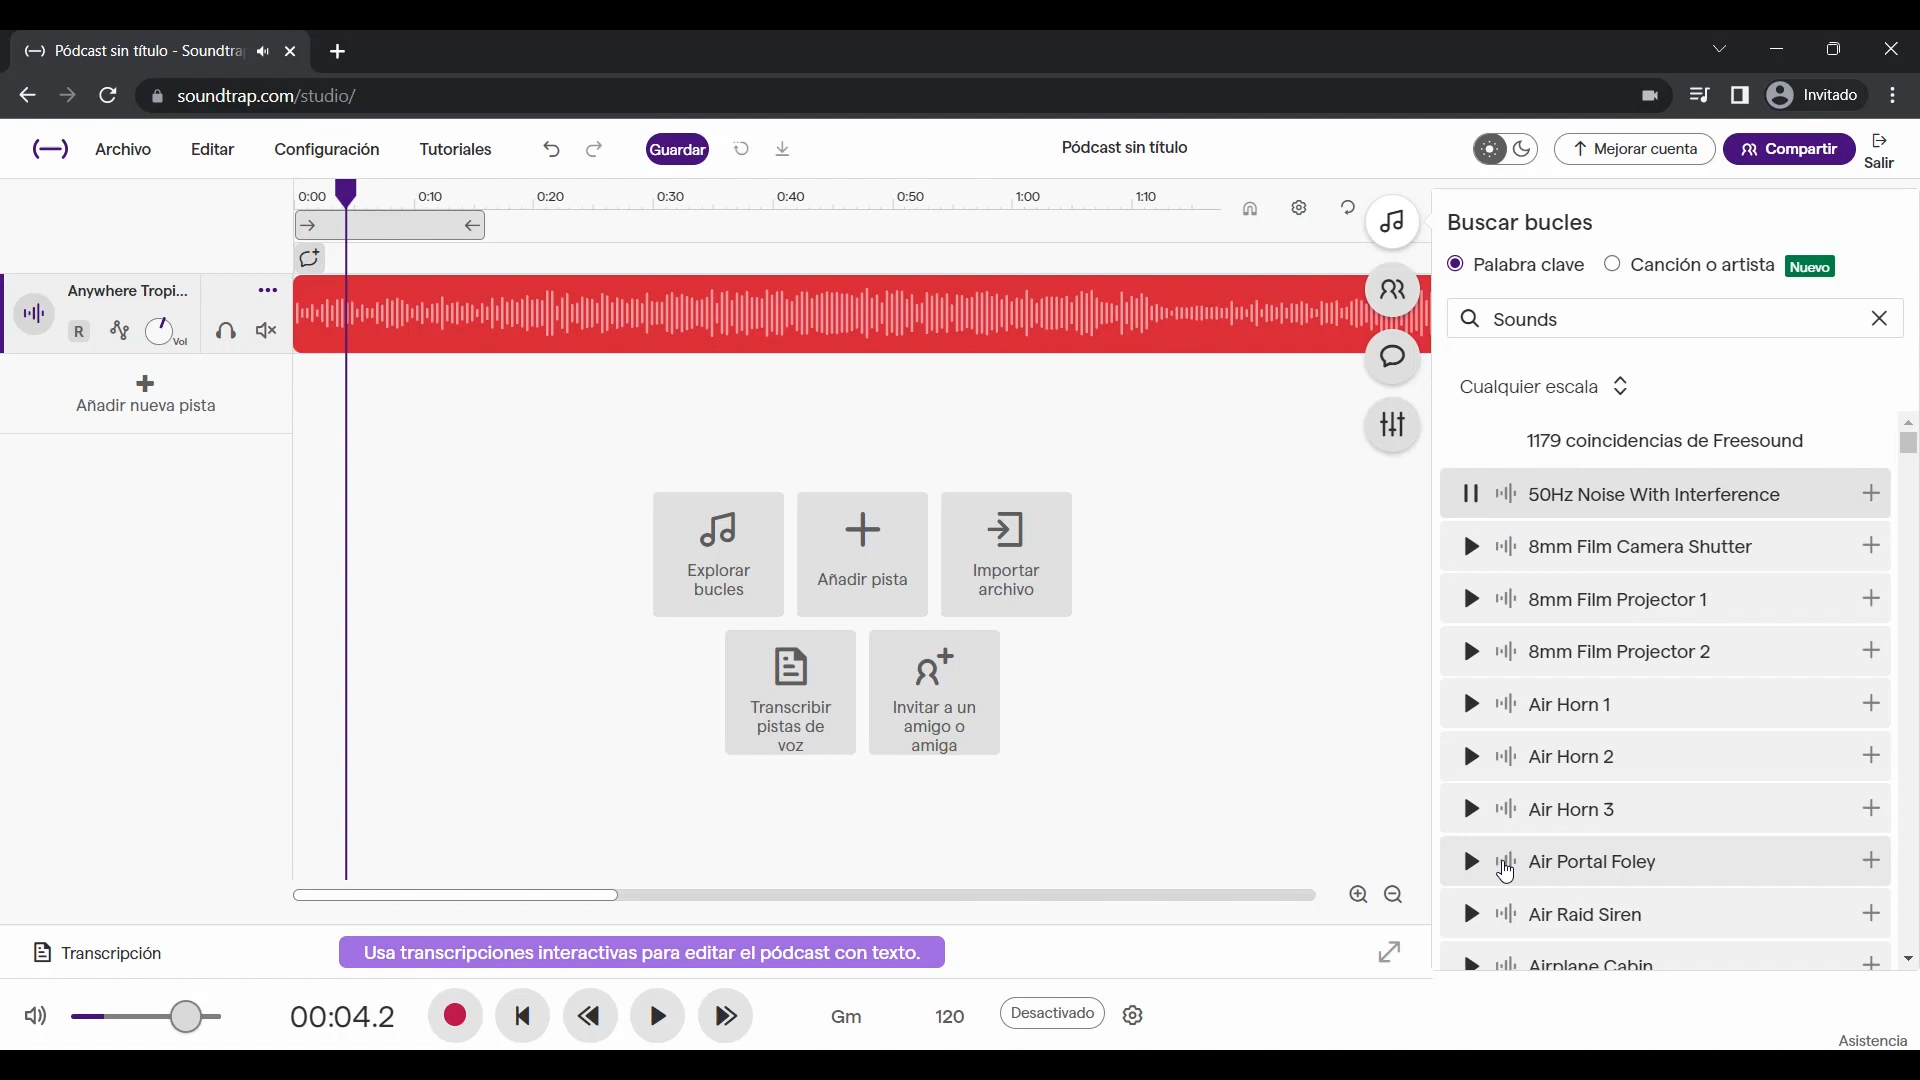 Pódcast sin título - Soundtra
soundtrap.com/studio/
Invitado
Archivo Editar Configuración Tutoriales Guardar Pódcast sin título Mejorar cuenta Compartir Salir
0:00 0:10 0:20 0:30 0:40 0:50 1:00 1:10
Anywhere Tropi...
R Vol
Añadir nueva pista
Explorar
bucles
Añadir pista
Importar
archivo
Transcribir
pistas de
voz
Invitar a un
amigo o
amiga
Buscar bucles
Palabra clave Canción o artista Nuevo
Sounds
Cualquier escala
1179 coincidencias de Freesound
50Hz Noise With Interference
8mm Film Camera Shutter
8mm Film Projector 1
8mm Film Projector 2
Air Horn 1
Air Horn 2
Air Horn 3
Air Portal Foley
Air Raid Siren
Airplane Cabin
Transcripción Usa transcripciones interactivas para editar el pódcast con texto.
00:04.2 Gm 120 Desactivado
Asistencia